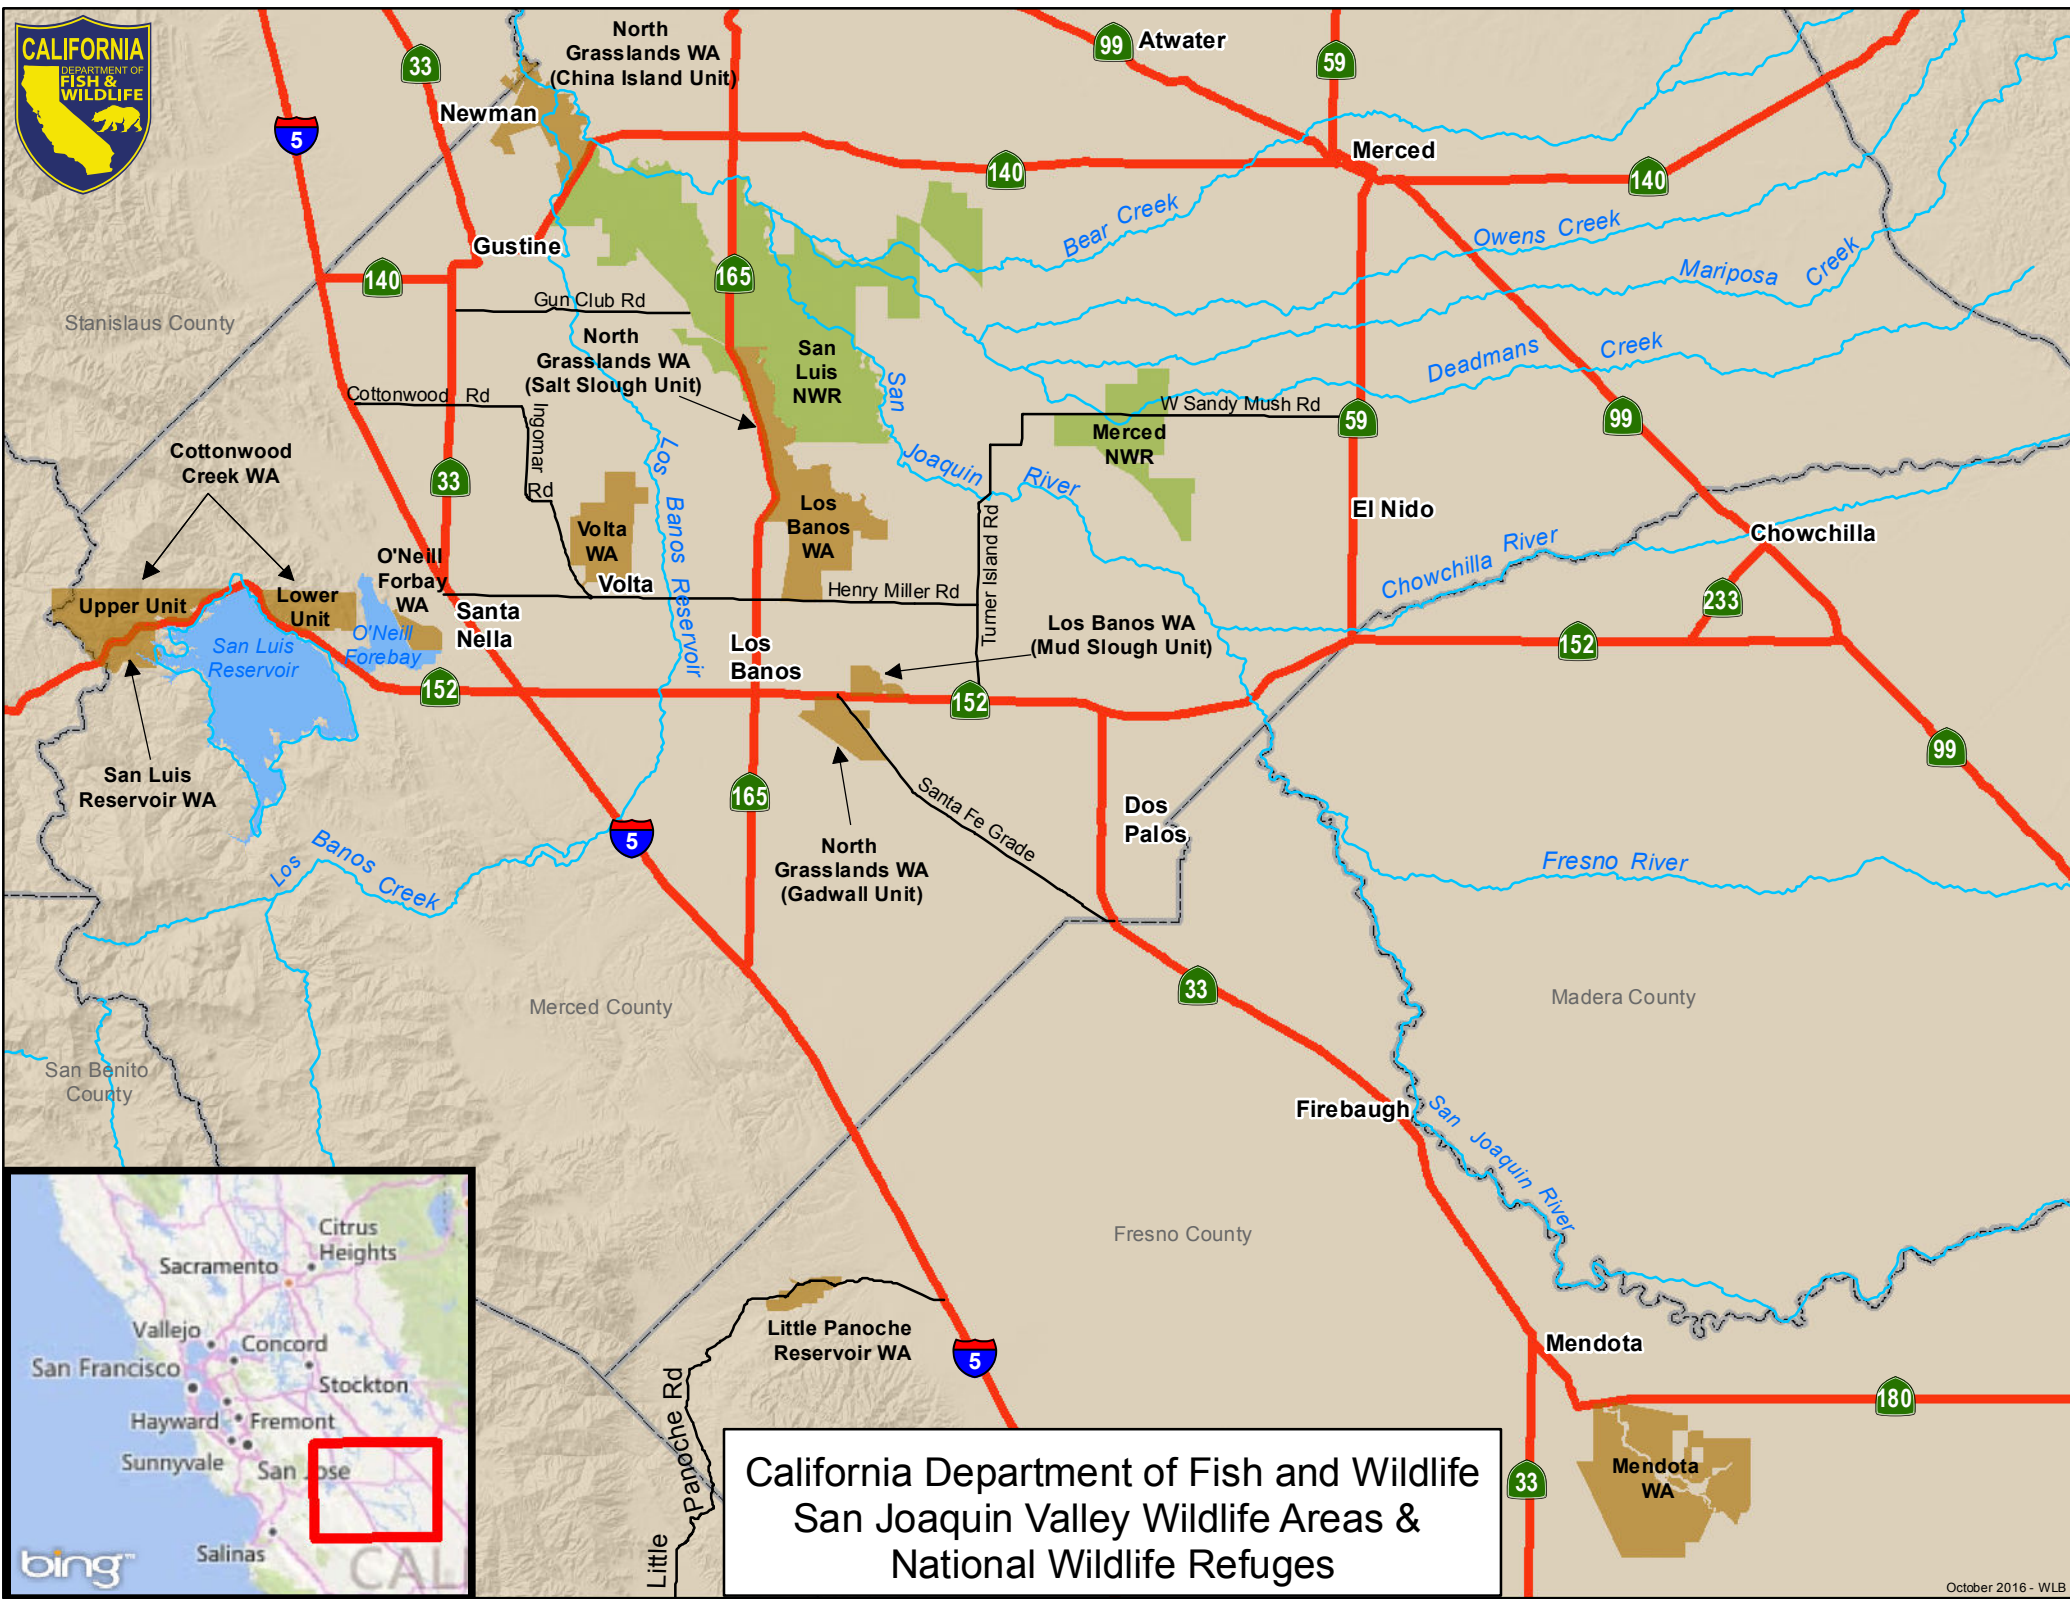 CALIFORNIA
DEPARTMENT OF
FISH &
WILDLIFE
North
Grasslands WA
(China Island Unit)
33
5
99
Atwater
59
Newman
Merced
140
140
Bear Creek
Owens Creek
Mariposa Creek
Gustine
140
165
Gun Club Rd
Stanislaus County
North
Grasslands WA
(Salt Slough Unit)
San
Luis
NWR
Deadmans Creek
Cottonwood Rd
Ingomar Rd
W Sandy Mush Rd
59
99
Merced
NWR
San Joaquin River
Cottonwood
Creek WA
33
Los Banos Reservoir
Volta
WA
Los
Banos
WA
El Nido
Chowchilla River
Chowchilla
O'Neill
Forbay
WA
Volta
Henry Miller Rd
Turner Island Rd
233
Upper Unit
Lower
Unit
Santa
Nella
San Luis
Reservoir
O'Neill
Forebay
Los
Banos
Los Banos WA
(Mud Slough Unit)
152
152
152
99
San Luis
Reservoir WA
165
Santa Fe Grade
Dos
Palos
5
North
Grasslands WA
(Gadwall Unit)
Los Banos Creek
Fresno River
33
Merced County
Madera County
San Benito
County
Firebaugh
San Joaquin River
Fresno County
Little Panoche
Reservoir WA
5
Mendota
180
Little Panoche Rd
33
Mendota
WA
Citrus
Heights
Sacramento
Vallejo
Concord
San Francisco
Stockton
Hayward
Fremont
Sunnyvale
San Jose
Salinas
CALI
bing™
California Department of Fish and Wildlife
San Joaquin Valley Wildlife Areas &
National Wildlife Refuges
October 2016 - WLB